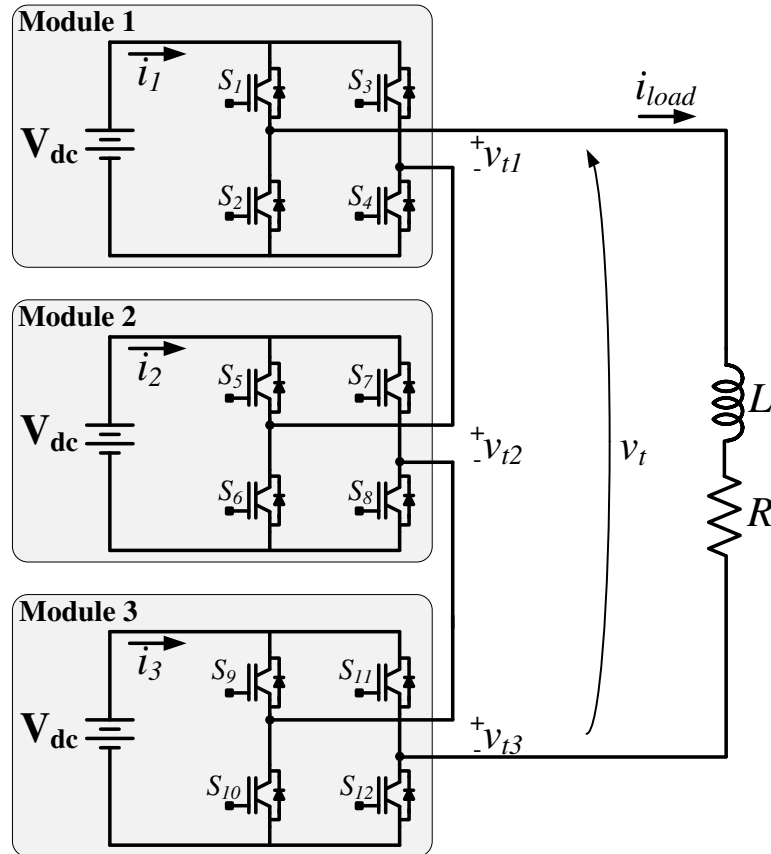 Module 1
i1
Vdc
S1
S3
S2
S4
+
-
vt1
iload
Module 2
i2
Vdc
S5
S7
S6
S8
+
-
vt2
vt
L
R
Module 3
i3
Vdc
S9
S11
S10
S12
+
-
vt3